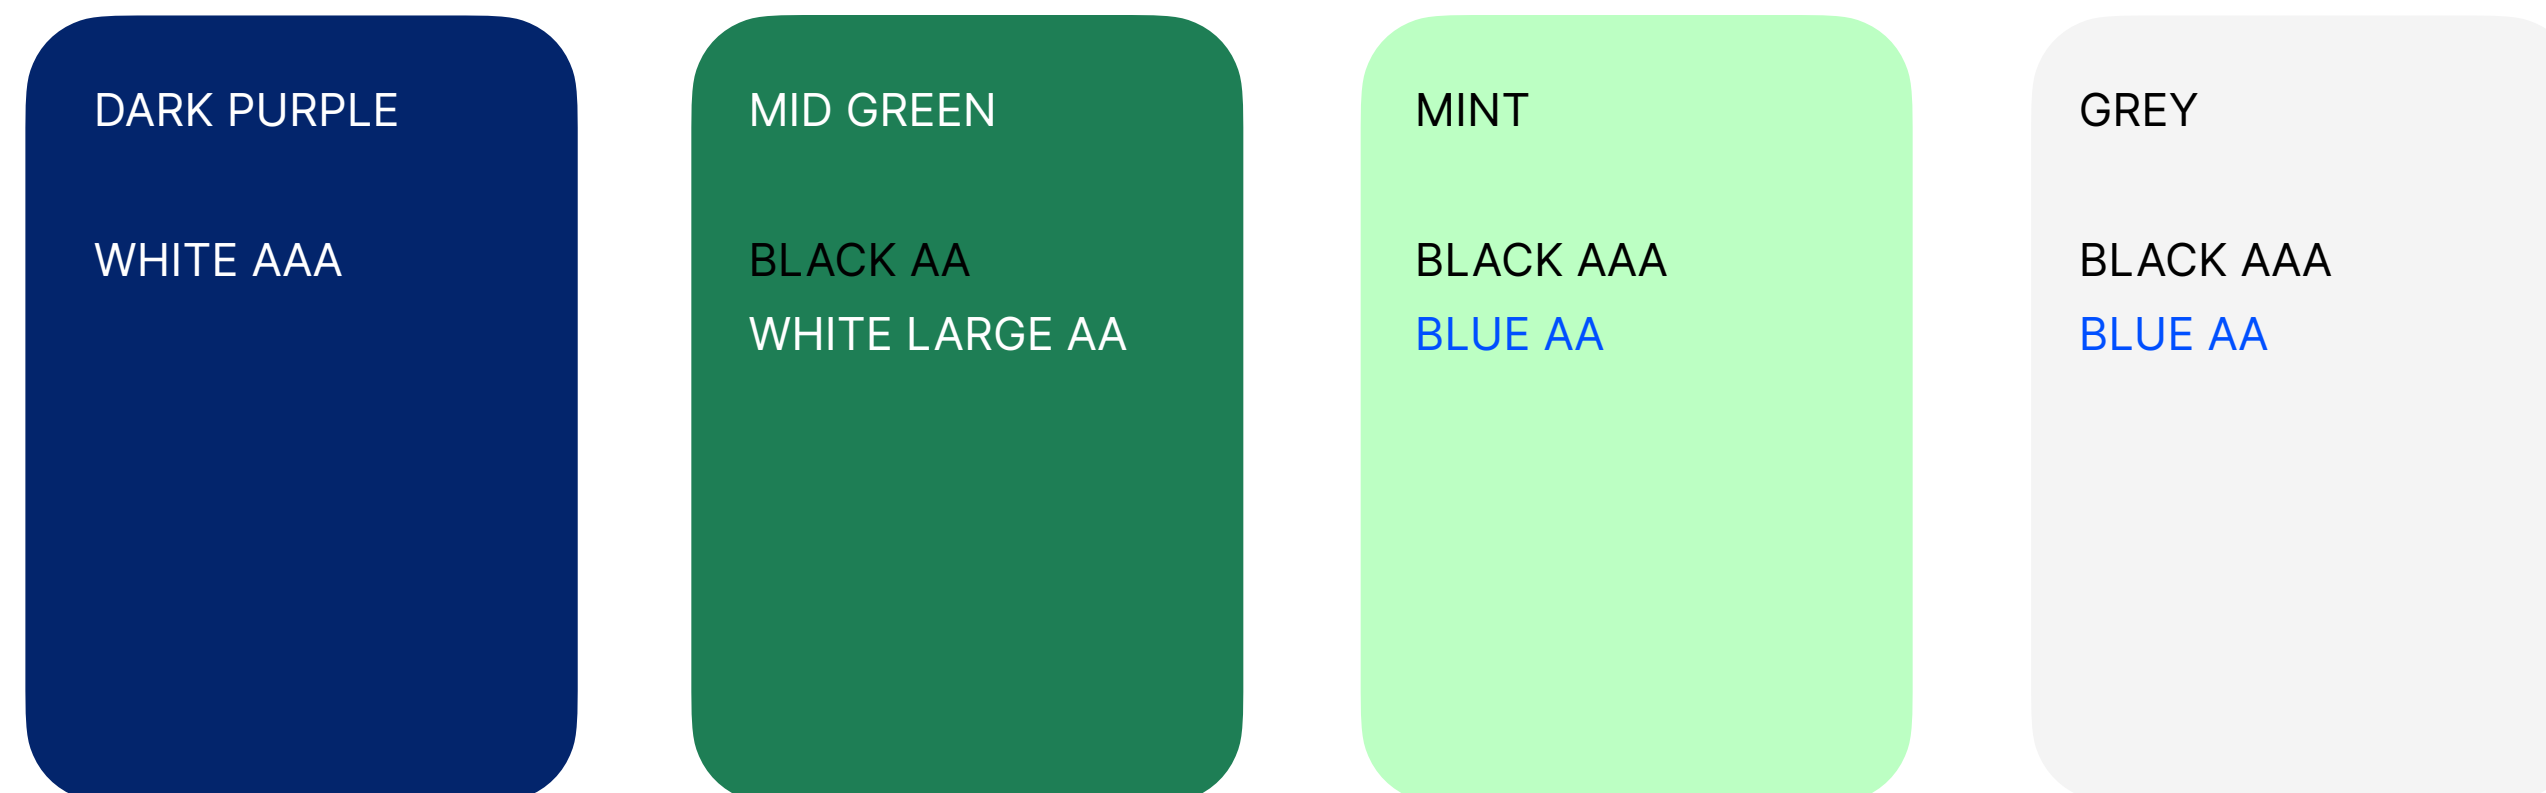 DARK PURPLE
WHITE AAA
MID GREEN
BLACK AA
WHITE LARGE AA
MINT
BLACK AAA
BLUE AA
GREY
BLACK AAA
BLUE AA